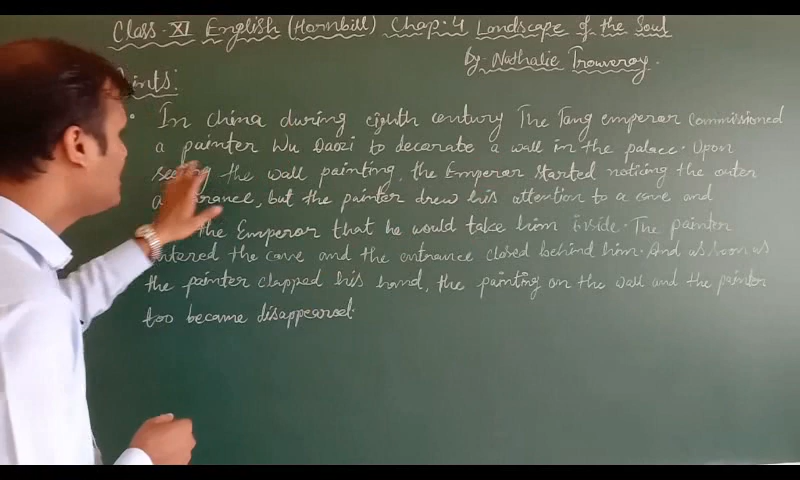 Class-XI English (Hornbill) Chap.4 Landscape of the Soul
by- Nathalie Trouveroy.
oints:
• In China during eighth century The Tang emperor commissioned
a painter Wu Daozi to decorate a wall in the palace. Upon
seeing the wall painting, the Emperor started noticing the outer
but the painter drew his attention to a cave and
the Emperor that he would take him inside. The painter
entered the cave and the entrance closed behind him. And as soon as
the painter clapped his hand, the painting on the wall and the painter
too became disappeared.